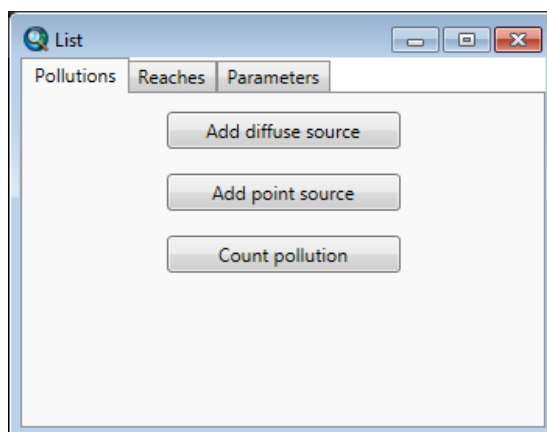 List
Pollutions Reaches Parameters
Add diffuse source
Add point source
Count pollution